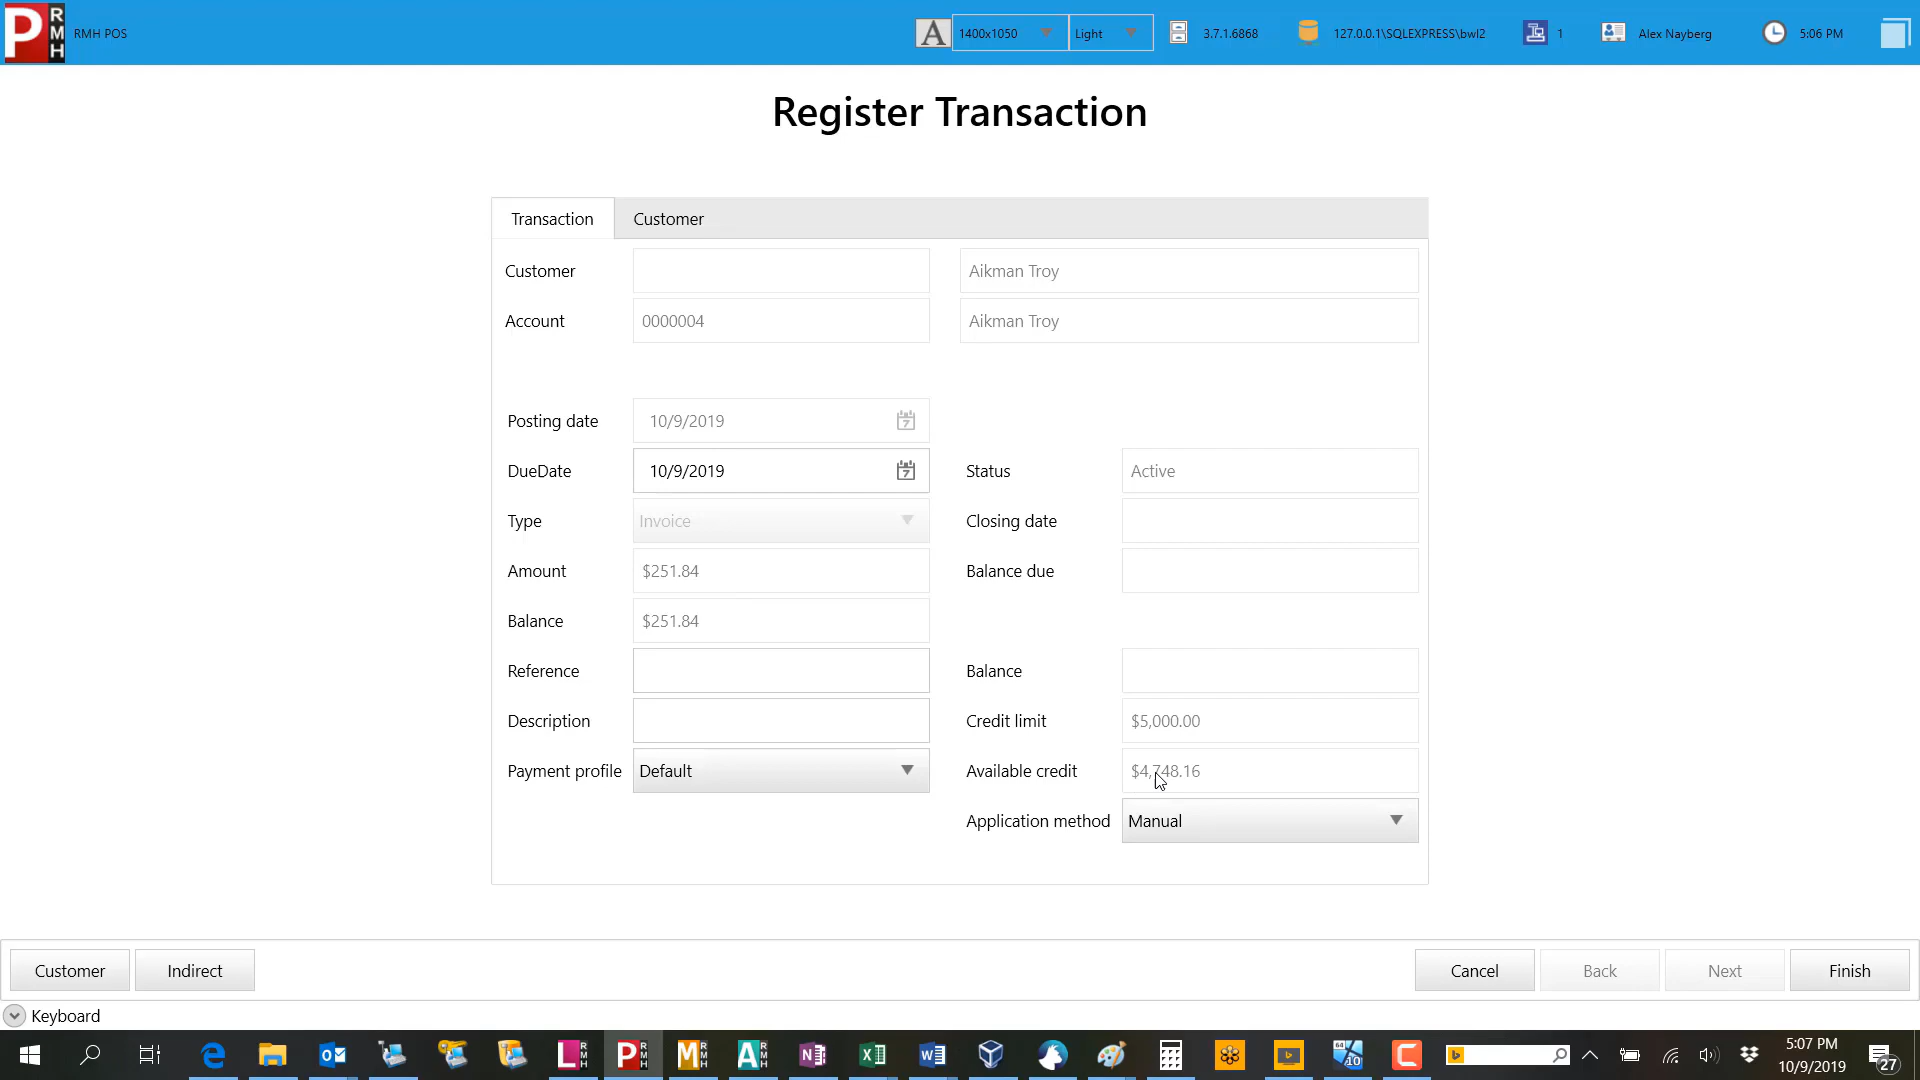 P RMH RMH POS A 1400x1050 Light 3.7.1.6868 127.0.0.1\SQLEXPRESS\bwl2 1 Alex Nayberg 5:06 PM
Register Transaction
Transaction Customer
Customer Aikman Troy
Account 0000004 Aikman Troy
Posting date 10/9/2019 7
DueDate 10/9/2019 7 Status Active
Type Invoice Closing date
Amount $251.84 Balance due
Balance $251.84
Reference Balance
Description Credit limit $5,000.00
Payment profile Default Available credit $4,748.16
Application method Manual
Customer Indirect Cancel Back Next Finish
Keyboard
5:07 PM
10/9/2019
27